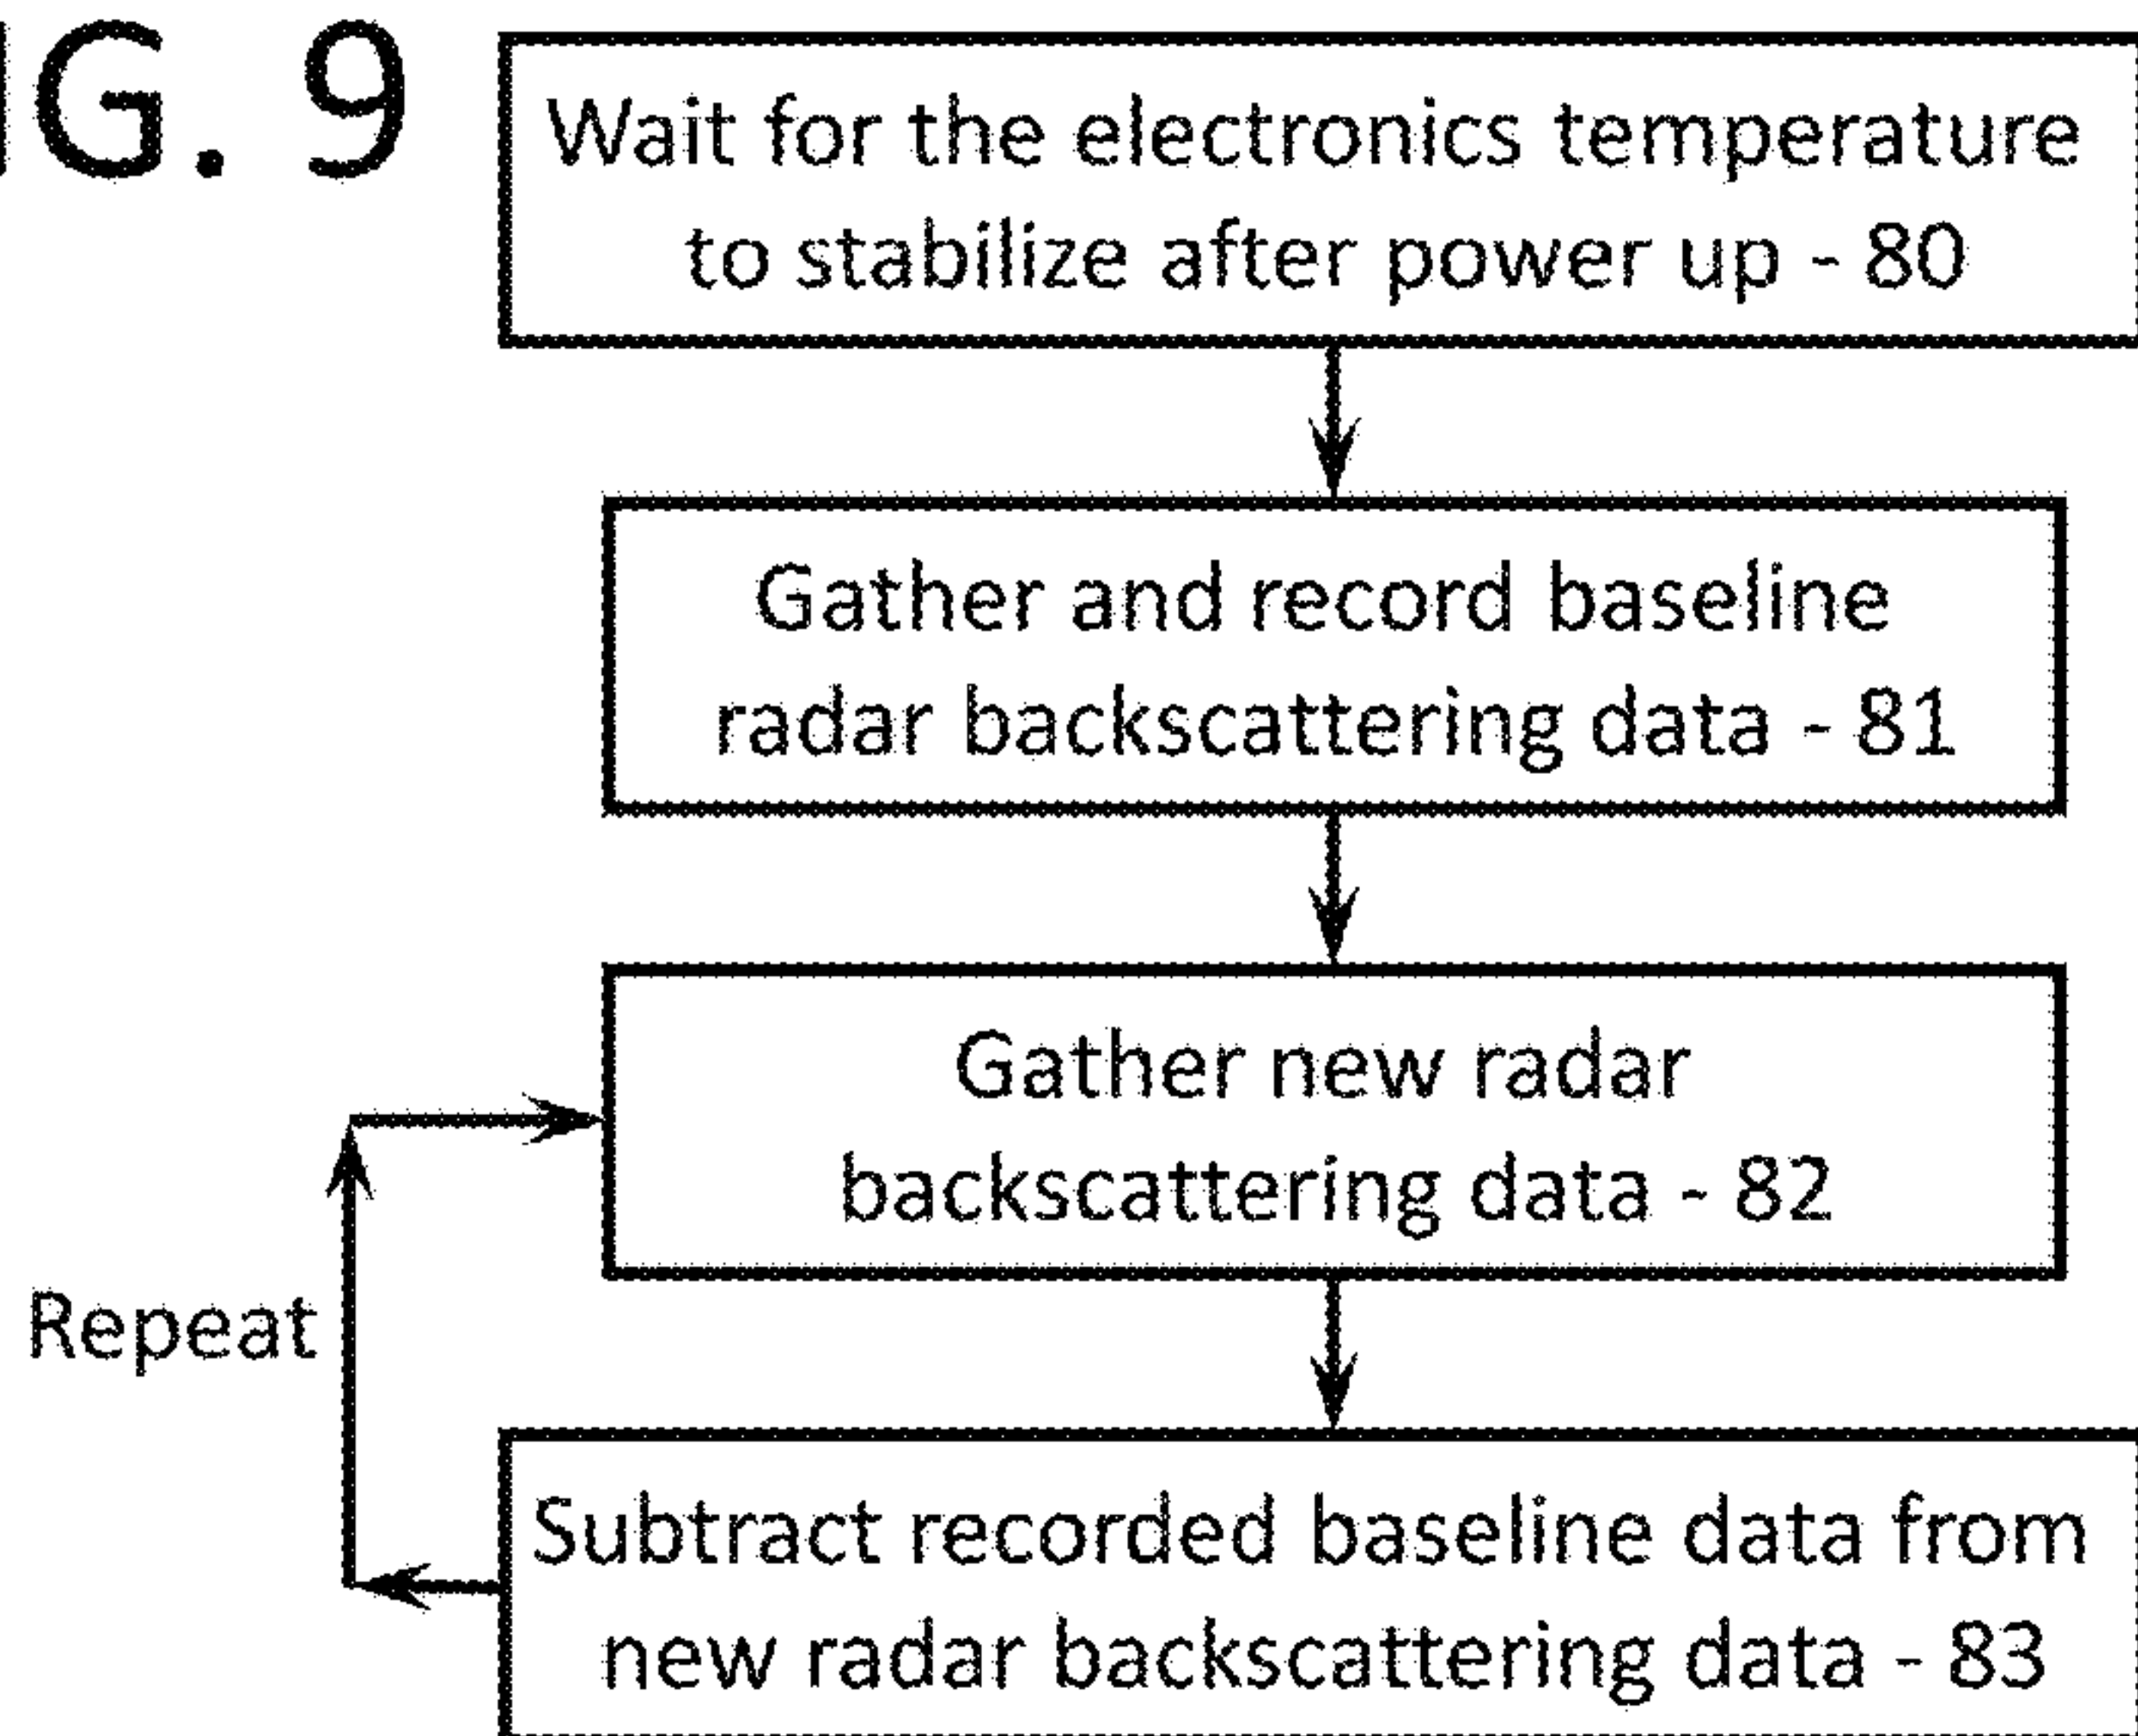 IG. 9
Wait for the electronics temperature
to stabilize after power up - 80
Gather and record baseline
radar backscattering data - 81
Gather new radar
backscattering data - 82
Repeat
Subtract recorded baseline data from
new radar backscattering data - 83